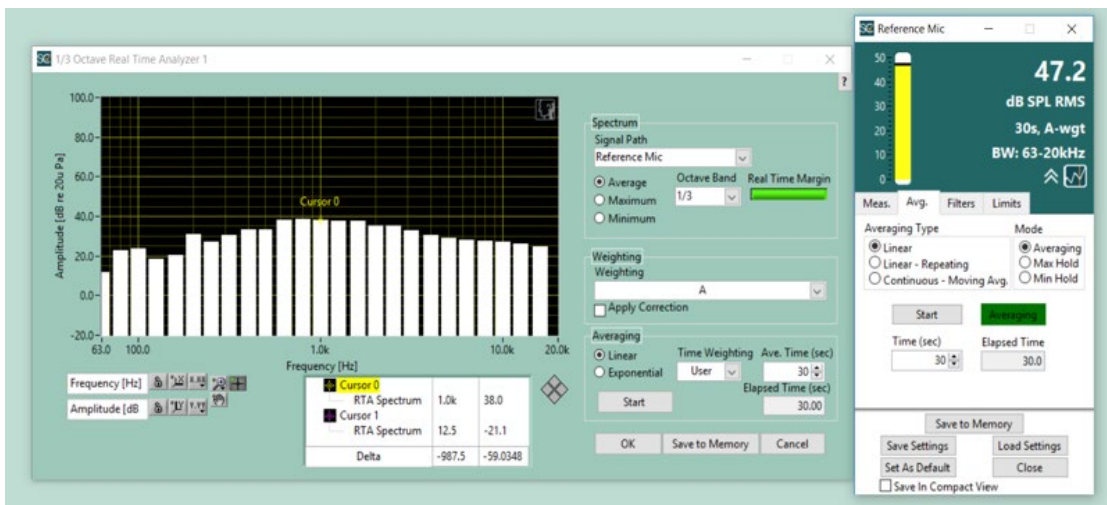 SC 1/3 Octave Real Time Analyzer 1
?
100.0
80.0
60.0
40.0
20.0
0.0
-20.0
Amplitude [dB re 20u Pa]
Cursor 0
63.0 100.0 1.0k 10.0k 20.0k
Frequency [Hz]
Frequency [Hz]
Amplitude [dB
Cursor 0
RTA Spectrum 1.0k 38.0
Cursor 1
RTA Spectrum 12.5 -21.1
Delta -987.5 -59.0348
Spectrum
Signal Path
Reference Mic
Average
Maximum
Minimum
Octave Band
1/3
Real Time Margin
Weighting
Weighting
A
Apply Correction
Averaging
Linear
Exponential
Time Weighting
User
Ave. Time (sec)
30
Elapsed Time (sec)
30.00
Start
OK Save to Memory Cancel
SC Reference Mic
50
40
30
20
10
0
47.2
dB SPL RMS
30s, A-wgt
BW: 63-20kHz
Meas. Avg. Filters Limits
Averaging Type
Linear
Linear - Repeating
Continuous - Moving Avg.
Mode
Averaging
Max Hold
Min Hold
Start Averaging
Time (sec) Elapsed Time
30 30.0
Save to Memory
Save Settings Load Settings
Set As Default Close
Save In Compact View